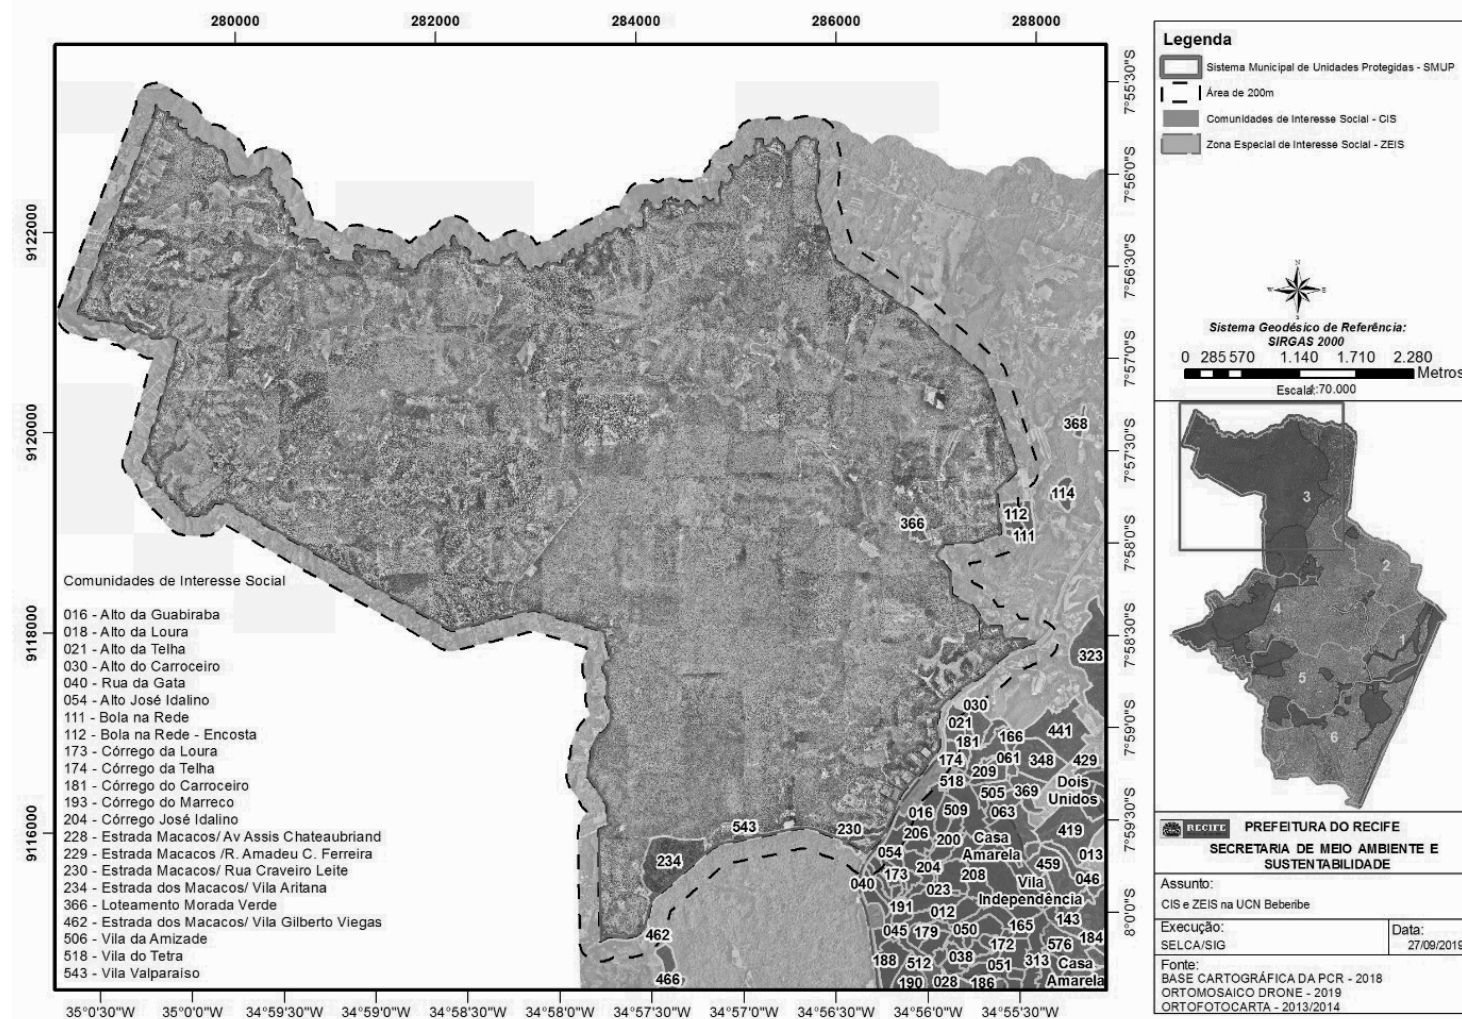 280000 282000 284000 286000 288000
9122000
9120000
9118000
9116000
7°55'30"S
7°56'0"S
7°56'30"S
7°57'0"S
7°57'30"S
7°58'0"S
7°58'30"S
7°59'0"S
7°59'30"S
8°0'0"S
368
114
112
366
111
323
030
021
441
181
166
174
061
348
429
518
209
Dois
Unidos
505
369
016
509
063
543
230
206
200
Casa
Amarela
419
234
054
013
204
459
173
208
046
040
023
Vila
Independência
191
012
143
165
045
179
050
462
172
576
184
188
512
038
051
313
Casa
Amarela
466
190
028
186
Comunidades de Interesse Social
016 - Alto da Guabiraba
018 - Alto da Loura
021 - Alto da Telha
030 - Alto do Carroceiro
040 - Rua da Gata
054 - Alto José Idalino
111 - Bola na Rede
112 - Bola na Rede - Encosta
173 - Córrego da Loura
174 - Córrego da Telha
181 - Córrego do Carroceiro
193 - Córrego do Marreco
204 - Córrego José Idalino
228 - Estrada Macacos/ Av Assis Chateaubriand
229 - Estrada Macacos /R. Amadeu C. Ferreira
230 - Estrada Macacos/ Rua Craveiro Leite
234 - Estrada dos Macacos/ Vila Aritana
366 - Loteamento Morada Verde
462 - Estrada dos Macacos/ Vila Gilberto Viegas
506 - Vila da Amizade
518 - Vila do Tetra
543 - Vila Valparaíso
35°0'30"W 35°0'0"W 34°59'30"W 34°59'0"W 34°58'30"W 34°58'0"W 34°57'30"W 34°57'0"W 34°56'30"W 34°56'0"W 34°55'30"W
Legenda
Sistema Municipal de Unidades Protegidas - SMUP
Área de 200m
Comunidades de Interesse Social - CIS
Zona Especial de Interesse Social - ZEIS
N
W E
S
Sistema Geodésico de Referência:
SIRGAS 2000
0 285 570 1.140 1.710 2.280
Metros
Escala:1:70.000
3
2
4
1
5
6
RECIFE
PREFEITURA DO RECIFE
SECRETARIA DE MEIO AMBIENTE E
SUSTENTABILIDADE
Assunto:
CIS e ZEIS na UCN Beberibe
Execução:
SELCA/SIG
Data:
27/09/2019
Fonte:
BASE CARTOGRÁFICA DA PCR - 2018
ORTOMOSAICO DRONE - 2019
ORTOFOTOCARTA - 2013/2014